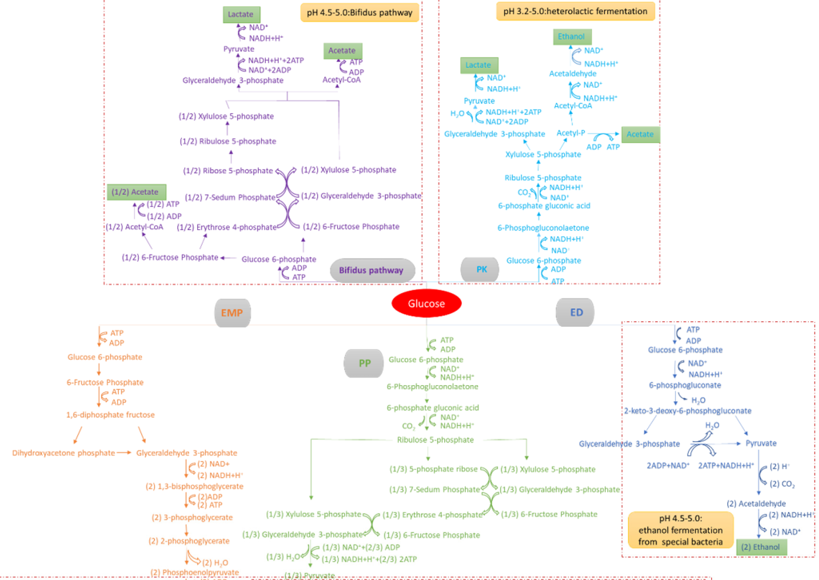 pH 4.5-5.0:Bifidus pathway
Lactate
NAD⁺
NADH+H⁺
Pyruvate
NADH+H⁺+2ATP
NAD⁺+2ADP
Glyceraldehyde 3-phosphate
Acetate
ATP
ADP
Acetyl-CoA
(1/2) Xylulose 5-phosphate
(1/2) Ribulose 5-phosphate
(1/2) Ribose 5-phosphate
(1/2) Xylulose 5-phosphate
(1/2) 7-Sedum Phosphate
(1/2) Glyceraldehyde 3-phosphate
(1/2) Acetate
(1/2) ATP
(1/2) ADP
(1/2) Acetyl-CoA
(1/2) Erythrose 4-phosphate
(1/2) 6-Fructose Phosphate
(1/2) 6-Fructose Phosphate
Glucose 6-phosphate
ADP
ATP
Bifidus pathway
pH 3.2-5.0:heterolactic fermentation
Ethanol
NAD⁺
NADH+H⁺
Acetaldehyde
NAD⁺
NADH+H⁺
Acetyl-CoA
Lactate
NAD⁺
NADH+H⁺
Pyruvate
H₂O
NADH+H⁺+2ATP
NAD⁺+2ADP
Glyceraldehyde 3-phosphate
Acetyl-P
ADP ATP
Acetate
Xylulose 5-phosphate
Ribulose 5-phosphate
CO₂
NADH+H⁺
NAD⁺
6-phosphate gluconic acid
6-Phosphogluconolaetone
NADH+H⁺
NAD⁺
Glucose 6-phosphate
ADP
ATP
PK
Glucose
EMP
ATP
ADP
Glucose 6-phosphate
6-Fructose Phosphate
ATP
ADP
1,6-diphosphate fructose
Dihydroxyacetone phosphate
Glyceraldehyde 3-phosphate
(2) NAD+
(2) NADH+H⁺
(2) 1,3-bisphosphoglycerate
(2)ADP
(2) ATP
(2) 3-phosphoglycerate
(2) 2-phosphoglycerate
(2) H₂O
(2) Phosphoenolpyruvate
PP
ATP
ADP
Glucose 6-phosphate
NAD⁺
NADH+H⁺
6-Phosphogluconolaetone
6-phosphate gluconic acid
CO₂
NAD⁺
NADH+H⁺
Ribulose 5-phosphate
(1/3) 5-phosphate ribose
(1/3) Xylulose 5-phosphate
(1/3) 7-Sedum Phosphate
(1/3) Glyceraldehyde 3-phosphate
(1/3) Xylulose 5-phosphate
(1/3) Erythrose 4-phosphate
(1/3) 6-Fructose Phosphate
(1/3) Glyceraldehyde 3-phosphate
(1/3) 6-Fructose Phosphate
(1/3) H₂O
(1/3) NAD⁺+(2/3) ADP
(1/3) NADH+H⁺+(2/3) 2ATP
(1/3) Pyruvate
ED
ATP
ADP
Glucose 6-phosphate
NAD⁺
NADH+H⁺
6-phosphogluconate
H₂O
2-keto-3-deoxy-6-phosphogluconate
H₂O
Glyceraldehyde 3-phosphate
Pyruvate
2ADP+NAD⁺
2ATP+NADH+H⁺
(2) H⁻
(2) CO₂
(2) Acetaldehyde
(2) NADH+H⁺
(2) NAD⁺
(2) Ethanol
pH 4.5-5.0:
ethanol fermentation
from special bacteria